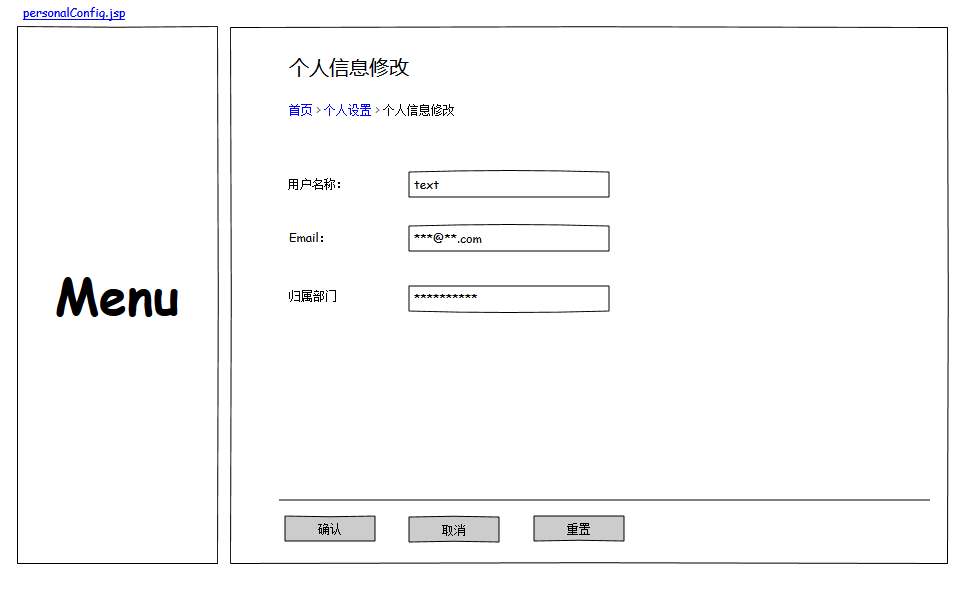 personalConfig.jsp
Menu
个人信息修改
首页 > 个人设置 > 个人信息修改
用户名称： text
Email： ***@**.com
归属部门 **********
确认 取消 重置